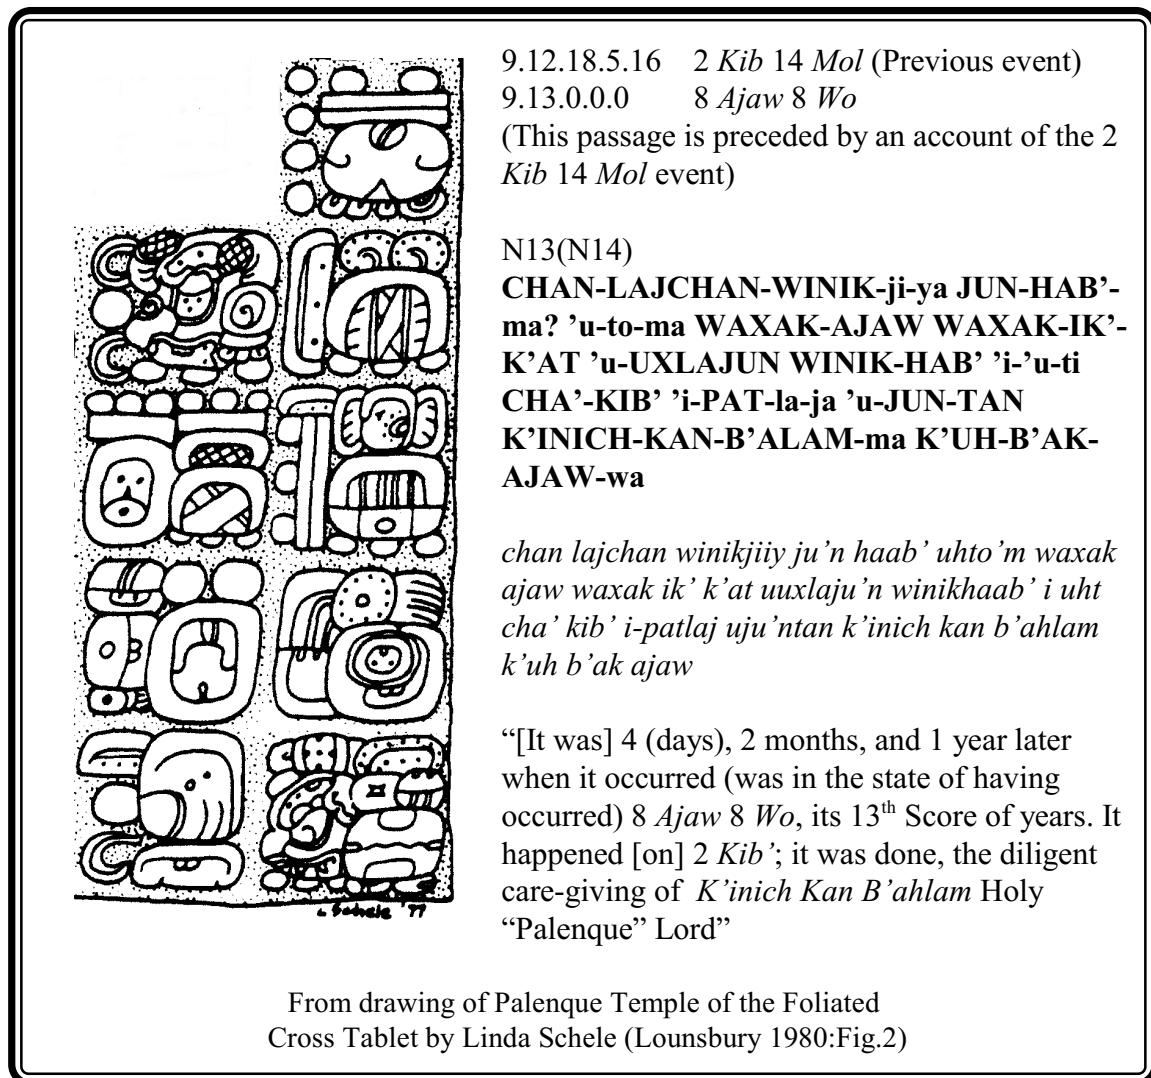 9.12.18.5.16 2 Kib 14 Mol (Previous event)
9.13.0.0.0 8 Ajaw 8 Wo
(This passage is preceded by an account of the 2
Kib 14 Mol event)
N13(N14)
CHAN-LAJCHAN-WINIK-ji-ya JUN-HAB’-
ma? ’u-to-ma WAXAK-AJAW WAXAK-IK’-
K’AT ’u-UXLAJUN WINIK-HAB’ ’i-’u-ti
CHA’-KIB’ ’i-PAT-la-ja ’u-JUN-TAN
K’INICH-KAN-B’ALAM-ma K’UH-B’AK-
AJAW-wa
chan lajchan winikjiiy ju’n haab’ uhto’m waxak
ajaw waxak ik’ k’at uuxlaju’n winikhaab’ i uht
cha’ kib’ i-patlaj uju’ntan k’inich kan b’ahlam
k’uh b’ak ajaw
“[It was] 4 (days), 2 months, and 1 year later
when it occurred (was in the state of having
occurred) 8 Ajaw 8 Wo, its 13th Score of years. It
happened [on] 2 Kib’; it was done, the diligent
care-giving of K’inich Kan B’ahlam Holy
“Palenque” Lord”
L. Schele ’77
From drawing of Palenque Temple of the Foliated
Cross Tablet by Linda Schele (Lounsbury 1980:Fig.2)